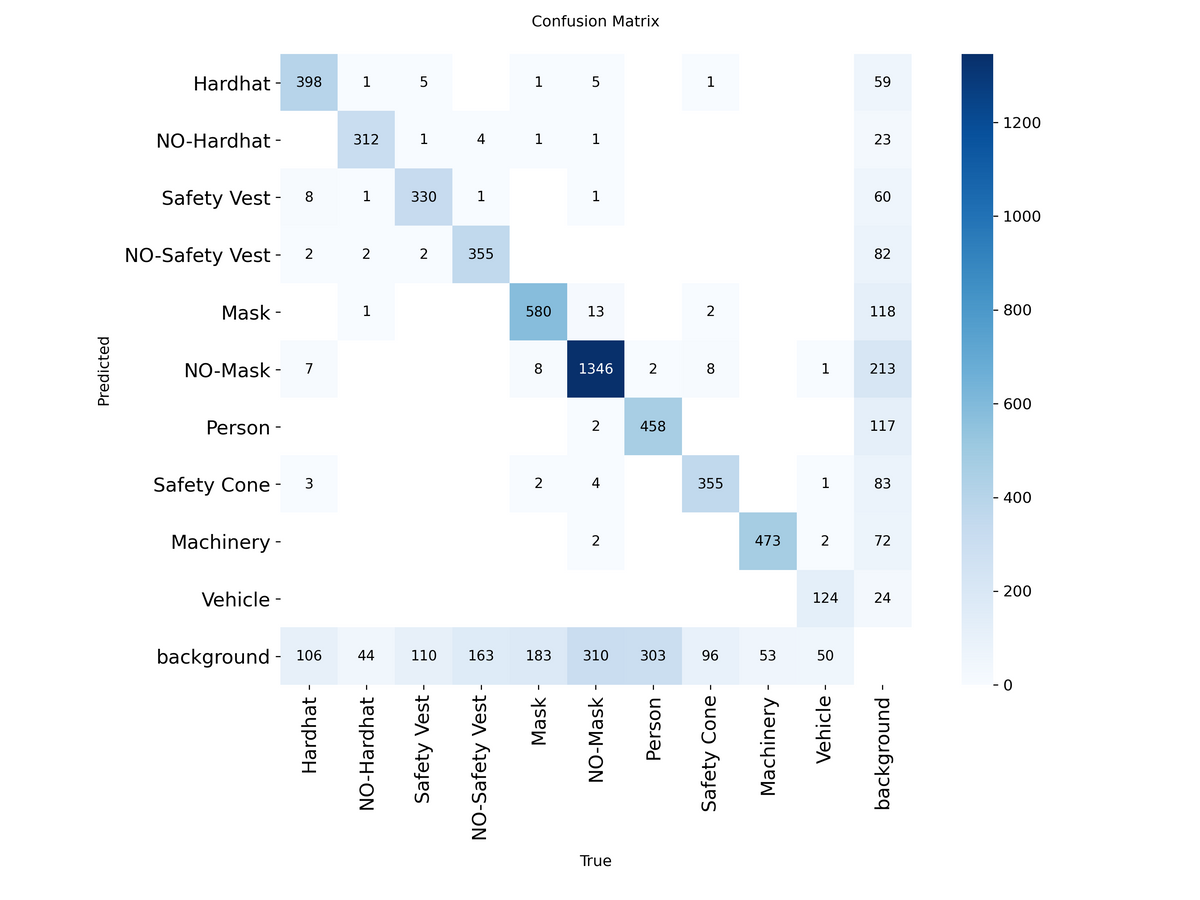 Confusion Matrix
Hardhat 398 1 5 1 5 1 59
NO-Hardhat 312 1 4 1 1 23
Safety Vest 8 1 330 1 1 60
NO-Safety Vest 2 2 2 355 82
Mask 1 580 13 2 118
NO-Mask 7 8 1346 2 8 1 213
Person 2 458 117
Safety Cone 3 2 4 355 1 83
Machinery 2 473 2 72
Vehicle 124 24
background 106 44 110 163 183 310 303 96 53 50
Predicted
Hardhat
NO-Hardhat
Safety Vest
NO-Safety Vest
Mask
NO-Mask
Person
Safety Cone
Machinery
Vehicle
background
True
1200
1000
800
600
400
200
0